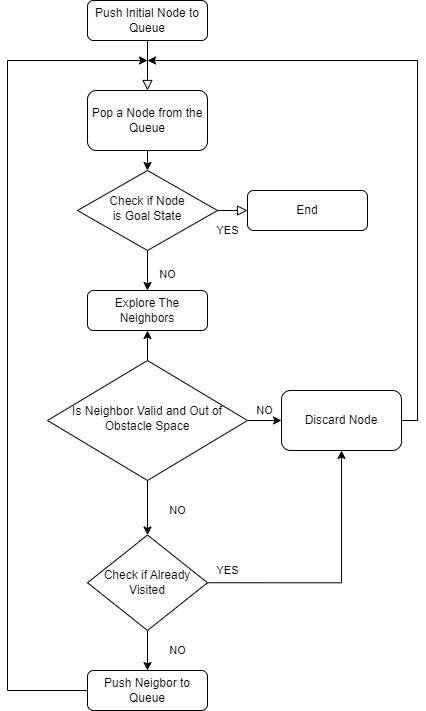 Push Initial Node to
Queue
Pop a Node from the
Queue
Check if Node
is Goal State
End
YES
NO
Explore The
Neighbors
Is Neighbor Valid and Out of
Obstacle Space
NO
Discard Node
NO
Check if Already
Visited
YES
NO
Push Neigbor to
Queue